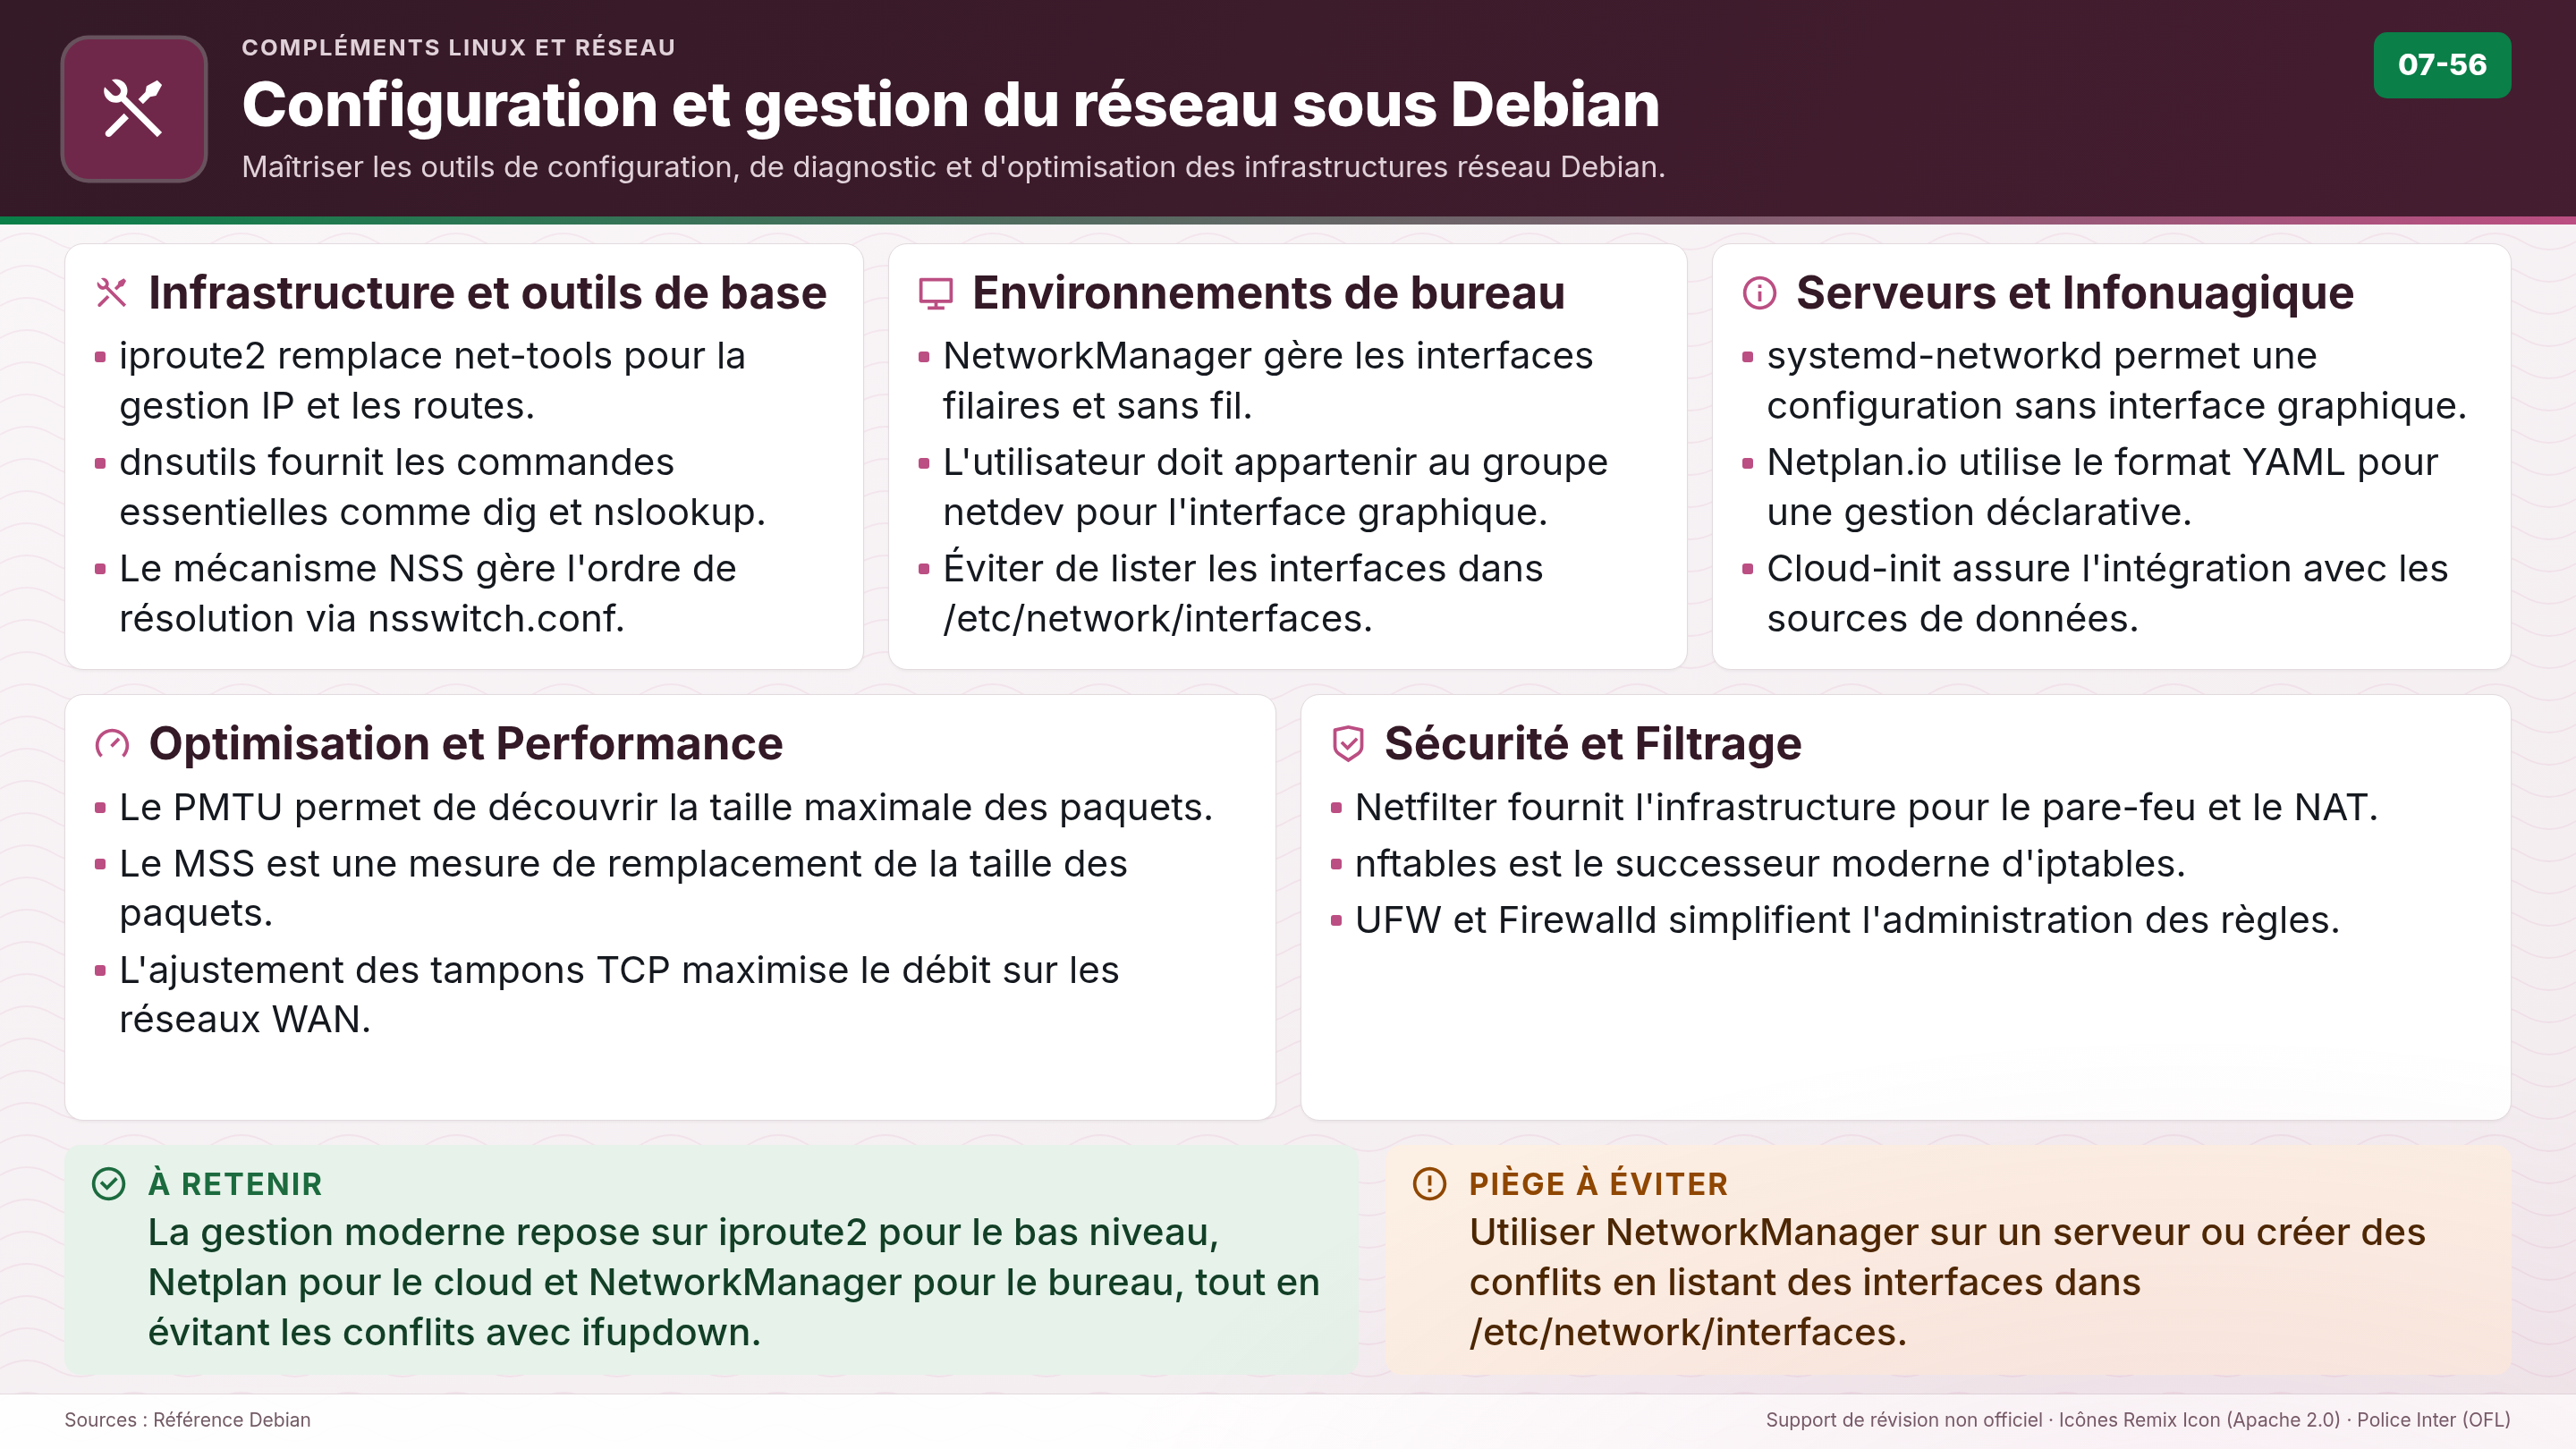 COMPLÉMENTS LINUX ET RÉSEAU
Configuration et gestion du réseau sous Debian
Maîtriser les outils de configuration, de diagnostic et d'optimisation des infrastructures réseau Debian.
07-56
Infrastructure et outils de base
iproute2 remplace net-tools pour la
gestion IP et les routes.
dnsutils fournit les commandes
essentielles comme dig et nslookup.
Le mécanisme NSS gère l'ordre de
résolution via nsswitch.conf.
Environnements de bureau
NetworkManager gère les interfaces
filaires et sans fil.
L'utilisateur doit appartenir au groupe
netdev pour l'interface graphique.
Éviter de lister les interfaces dans
/etc/network/interfaces.
Serveurs et Infonuagique
systemd-networkd permet une
configuration sans interface graphique.
Netplan.io utilise le format YAML pour
une gestion déclarative.
Cloud-init assure l'intégration avec les
sources de données.
Optimisation et Performance
Le PMTU permet de découvrir la taille maximale des paquets.
Le MSS est une mesure de remplacement de la taille des
paquets.
L'ajustement des tampons TCP maximise le débit sur les
réseaux WAN.
Sécurité et Filtrage
Netfilter fournit l'infrastructure pour le pare-feu et le NAT.
nftables est le successeur moderne d'iptables.
UFW et Firewalld simplifient l'administration des règles.
À RETENIR
La gestion moderne repose sur iproute2 pour le bas niveau,
Netplan pour le cloud et NetworkManager pour le bureau, tout en
évitant les conflits avec ifupdown.
PIÈGE À ÉVITER
Utiliser NetworkManager sur un serveur ou créer des
conflits en listant des interfaces dans
/etc/network/interfaces.
Sources : Référence Debian
Support de révision non officiel · Icônes Remix Icon (Apache 2.0) · Police Inter (OFL)